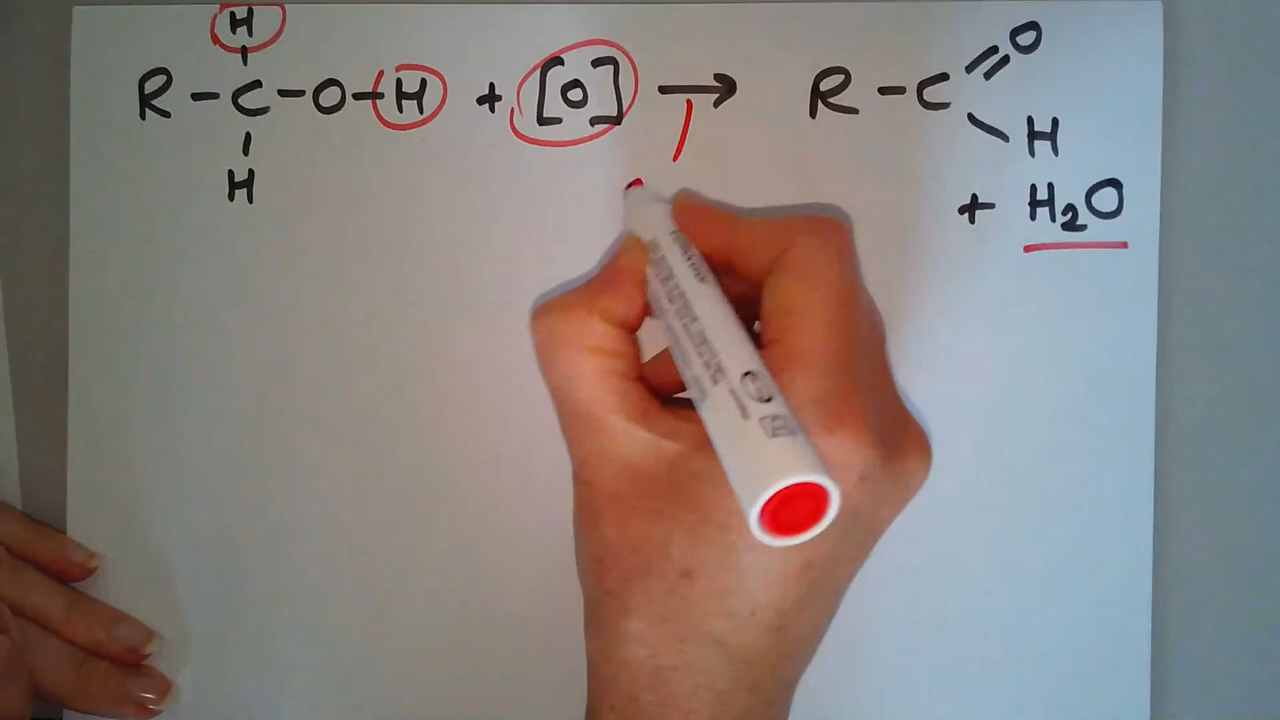 H
R - C - O - H + [O] → R - C = O
H
H
+ H₂O